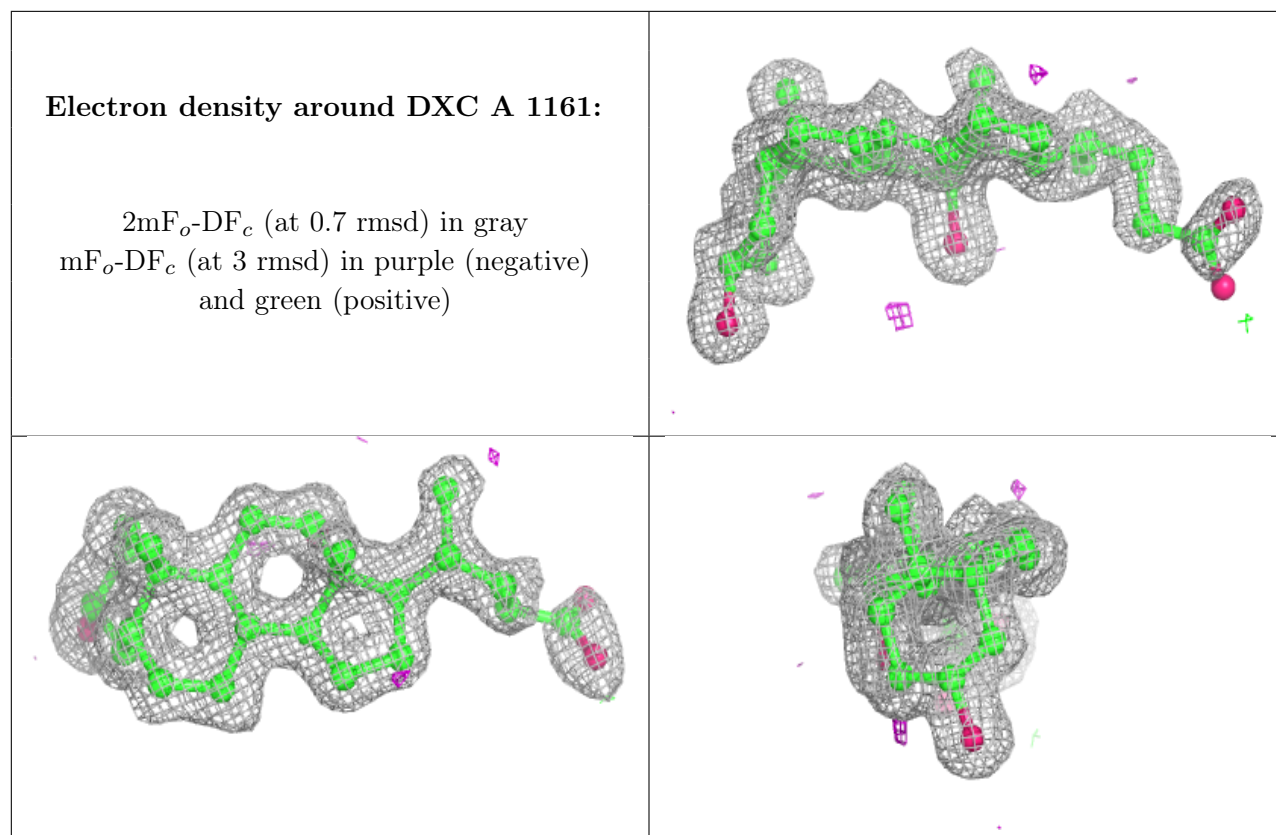 Electron density around DXC A 1161:
2mFₒ-DF𝒸 (at 0.7 rmsd) in gray
mFₒ-DF𝒸 (at 3 rmsd) in purple (negative)
and green (positive)